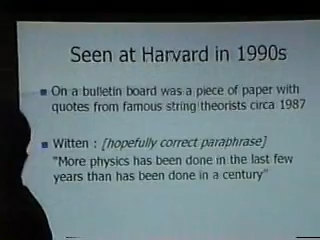 Seen at Harvard in 1990s
On a bulletin board was a piece of paper with
quotes from famous string theorists circa 1987
Witten : [hopefully correct paraphrase]
"More physics has been done in the last few
years than has been done in a century"